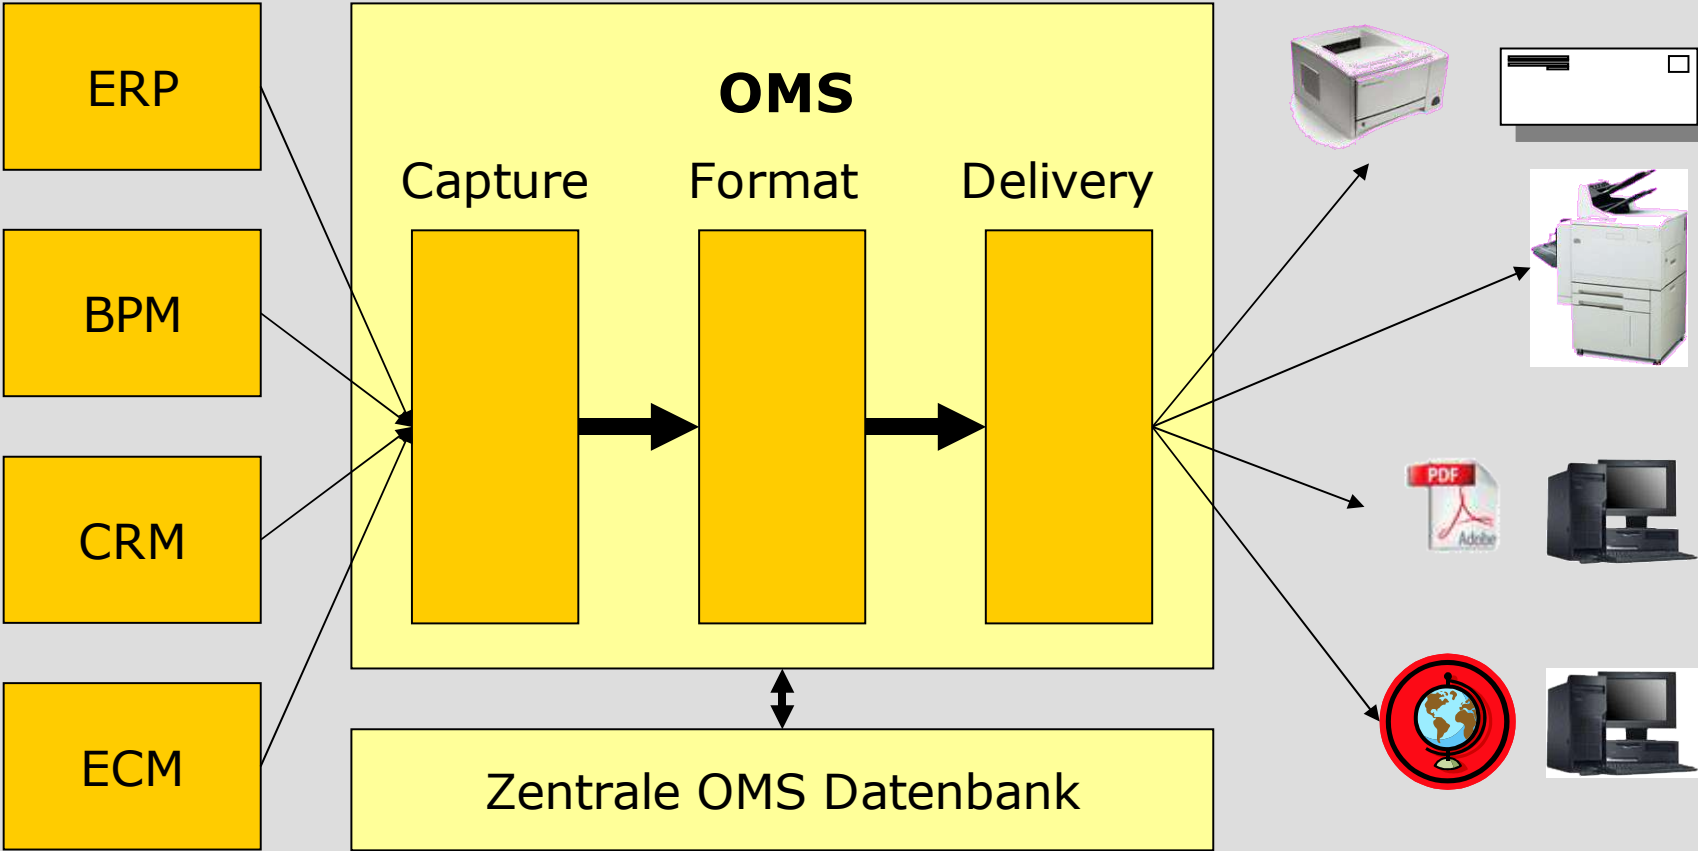 ERP
BPM
CRM
ECM
OMS
Capture Format Delivery
Zentrale OMS Datenbank
PDF
Adobe